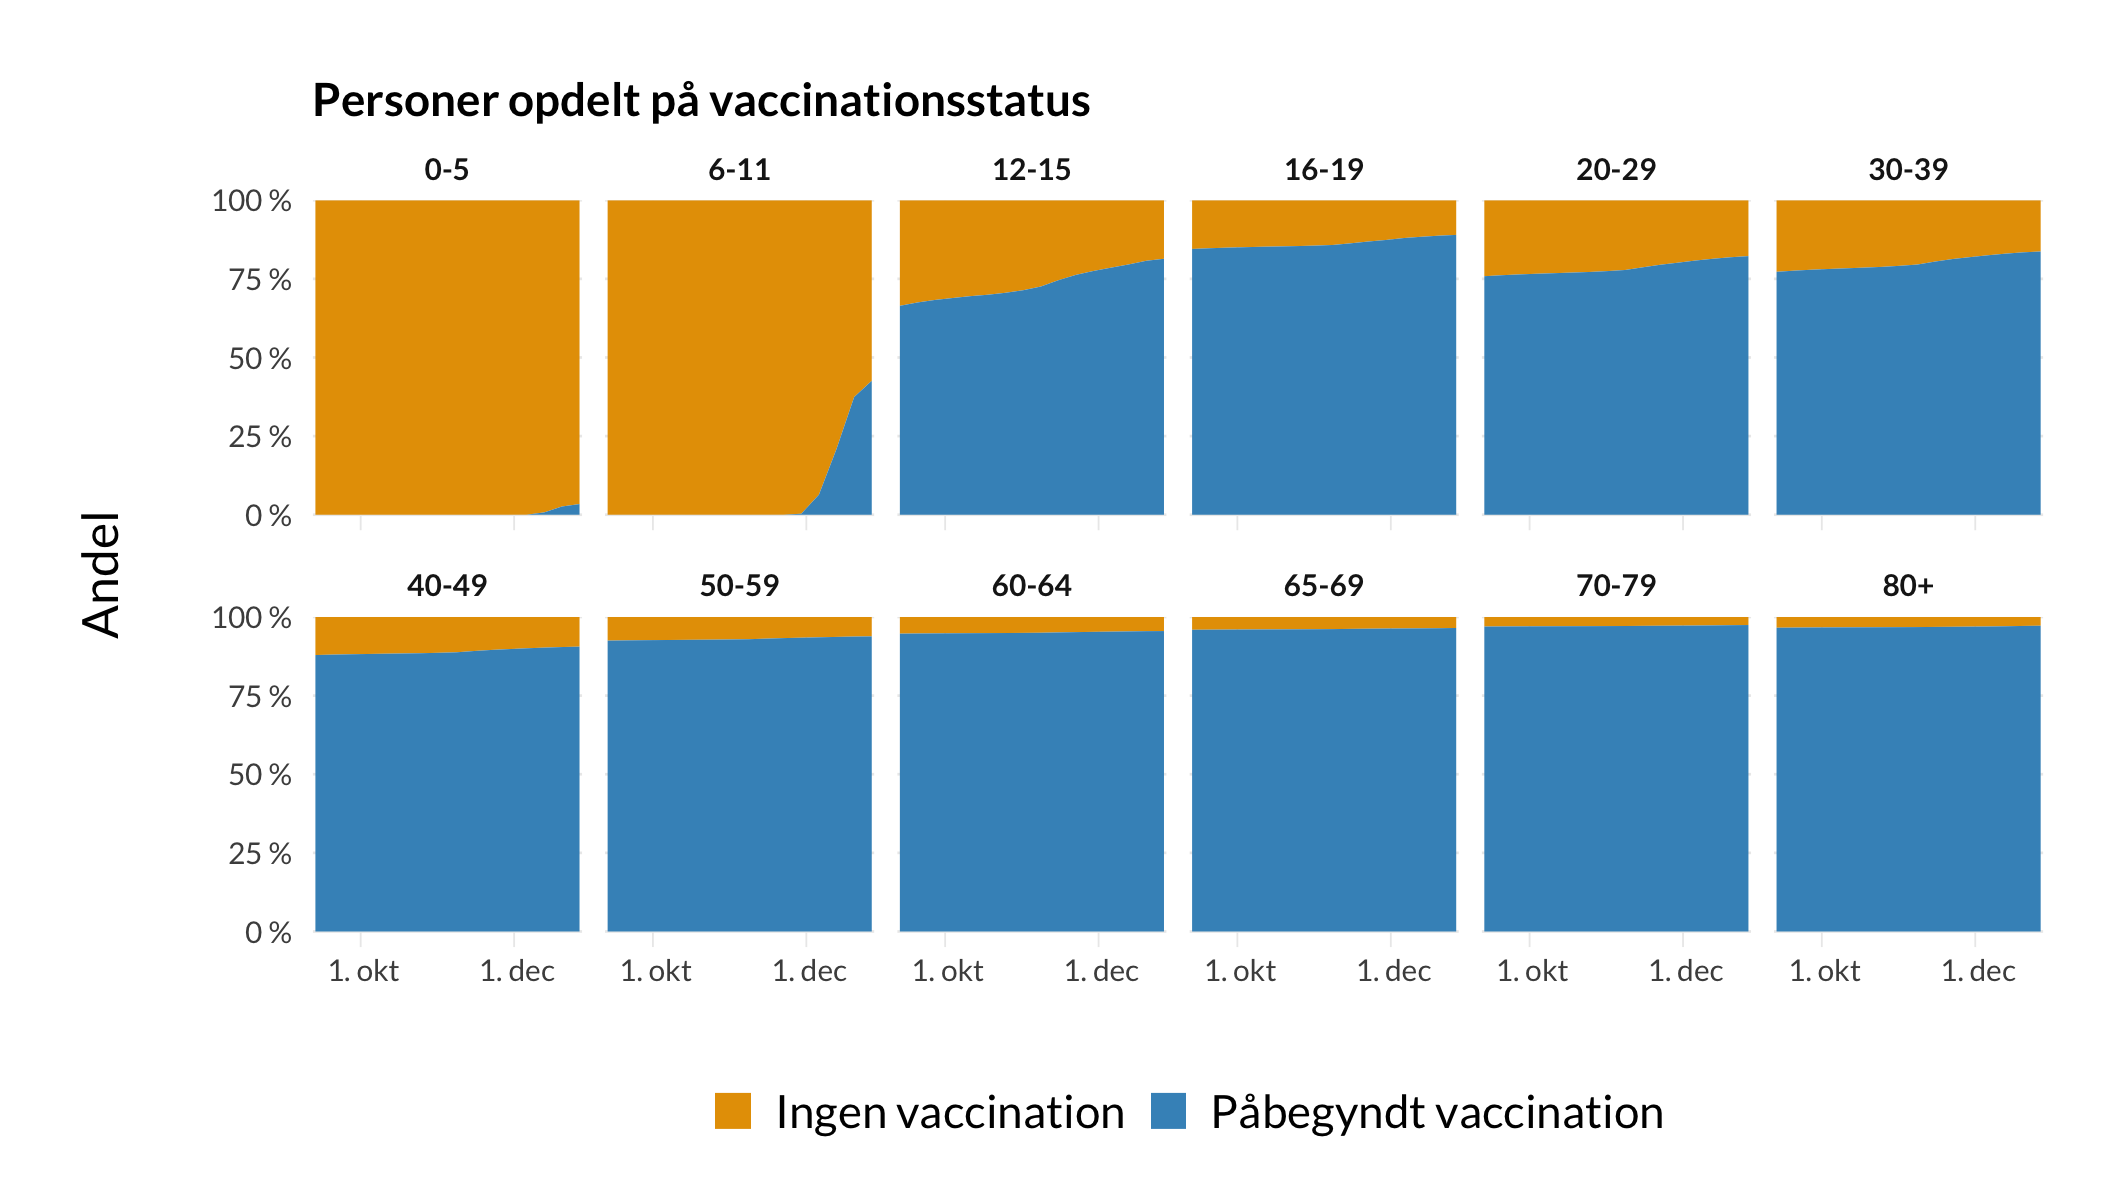 Personer opdelt på vaccinationsstatus
0-5 6-11 12-15 16-19 20-29 30-39
100 %
75 %
50 %
25 %
0 %
Andel
40-49 50-59 60-64 65-69 70-79 80+
100 %
75 %
50 %
25 %
0 %
1. okt 1. dec 1. okt 1. dec 1. okt 1. dec 1. okt 1. dec 1. okt 1. dec 1. okt 1. dec
Ingen vaccination Påbegyndt vaccination